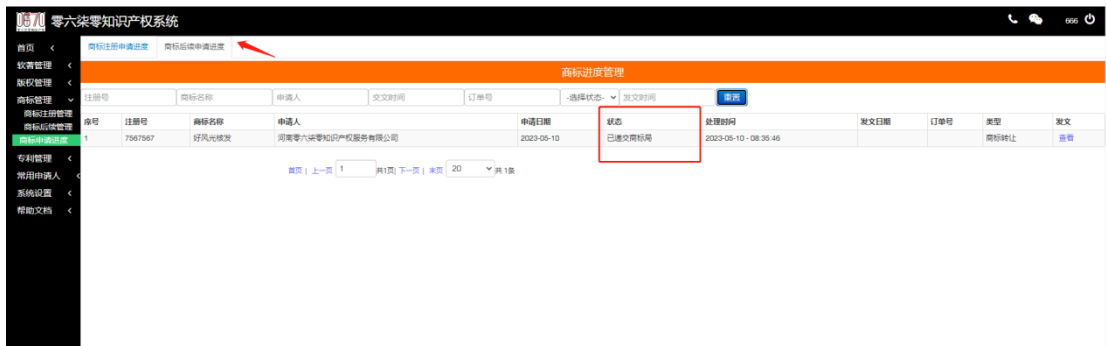 0670 零六柒零知识产权系统
666
首页
软著管理
版权管理
商标管理
商标注册管理
商标后续管理
商标申请进度
专利管理
常用申请人
系统设置
帮助文档
商标注册申请进度 商标后续申请进度
商标进度管理
注册号 商标名称 申请人 交文时间 订单号 -选择状态- 发文时间 重置
序号 注册号 商标名称 申请人 申请日期 状态 处理时间 发文日期 订单号 类型 发文
1 7567567 好风光核发 河南零六柒零知识产权服务有限公司 2023-05-10 已递交商标局 2023-05-10 - 08:35:46 商标转让 查看
首页 | 上一页 1 共1页| 下一页 | 末页 20 共 1条